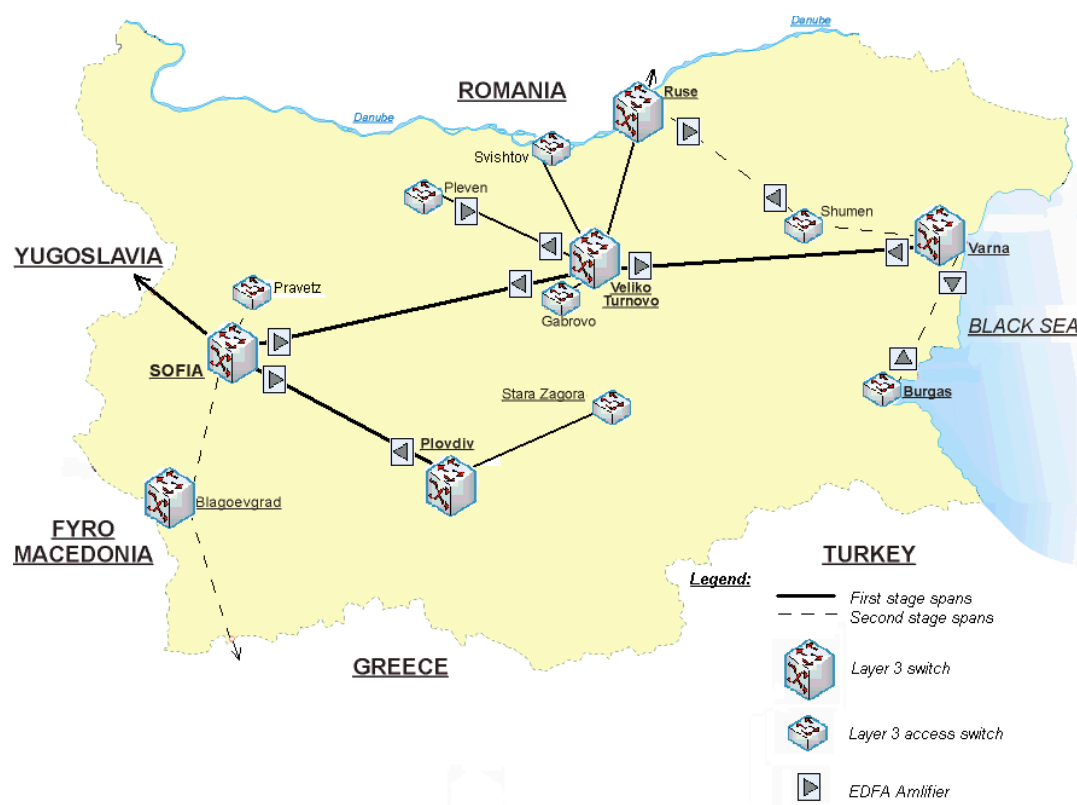 Danube
ROMANIA
Ruse
Danube
Svishtov
Pleven
Shumen
YUGOSLAVIA
Varna
Pravetz
Veliko
Turnovo
Gabrovo
BLACK SEA
SOFIA
Stara Zagora
Burgas
Plovdiv
Blagoevgrad
FYRO
MACEDONIA
TURKEY
Legend:
First stage spans
Second stage spans
GREECE
Layer 3 switch
Layer 3 access switch
EDFA Amlifier